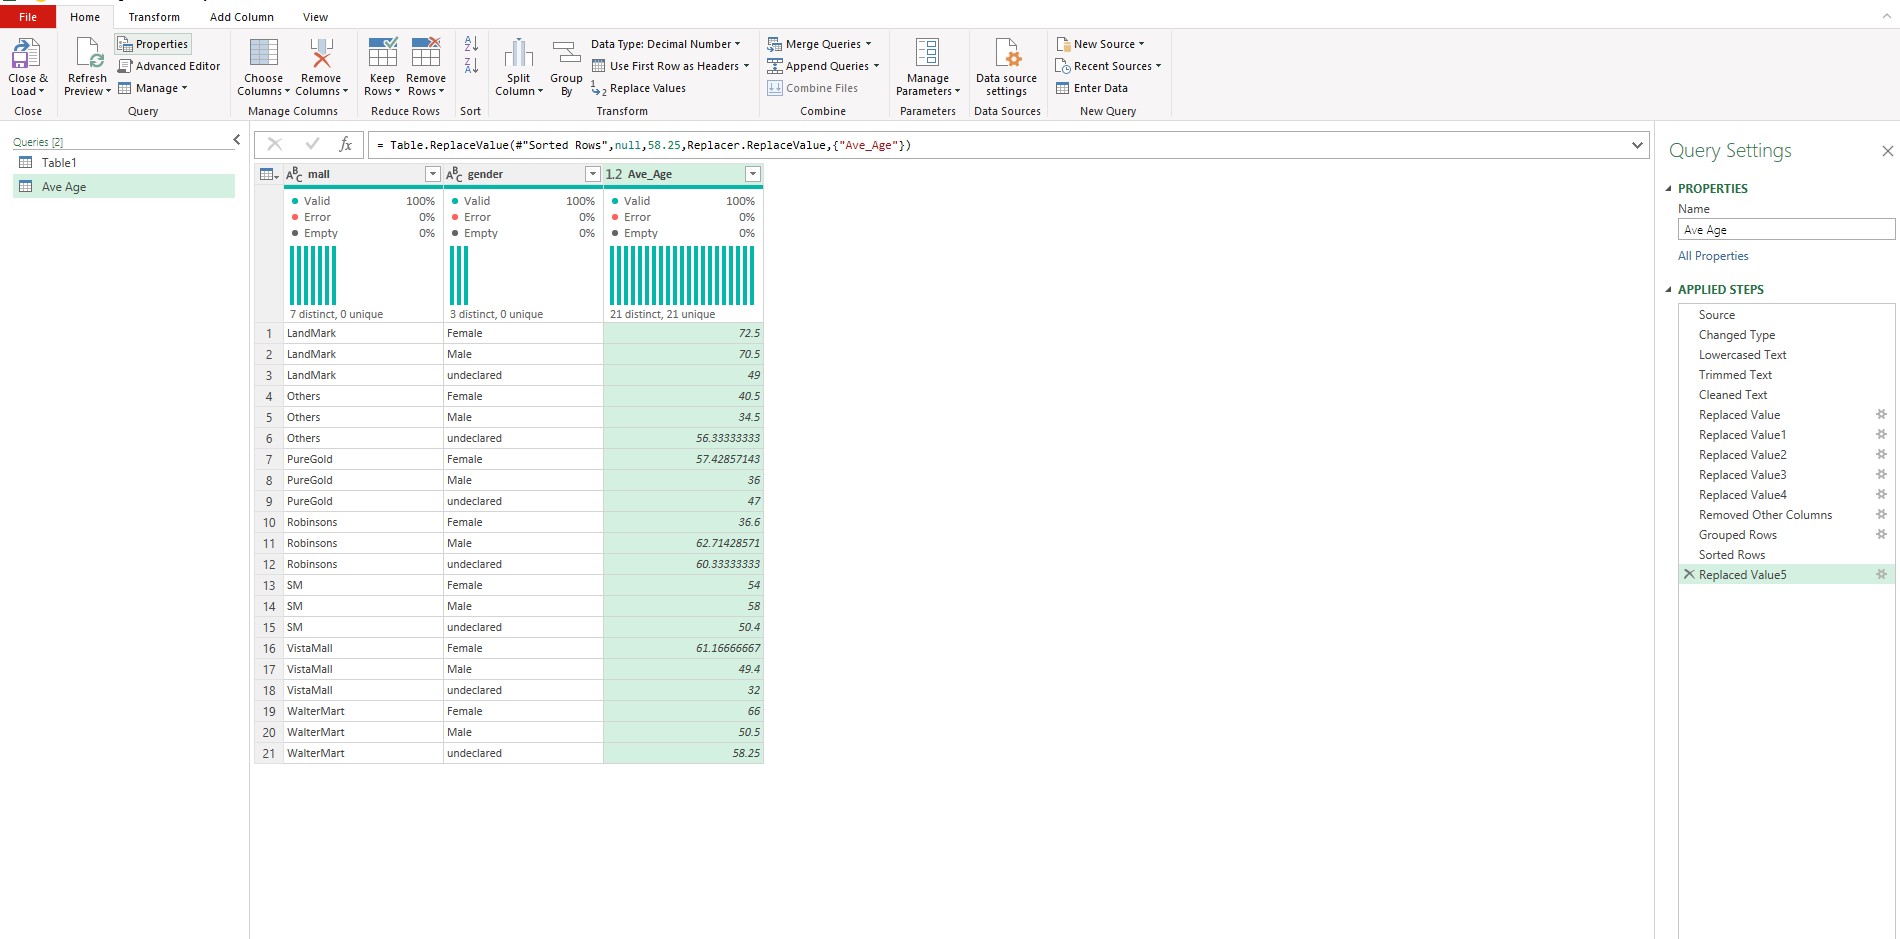 File Home Transform Add Column View
Close & Load
Close
Refresh Preview
Properties
Advanced Editor
Manage
Query
Choose Columns
Remove Columns
Manage Columns
Keep Rows
Remove Rows
Reduce Rows
Sort
Split Column
Group By
Data Type: Decimal Number
Use First Row as Headers
Replace Values
Transform
Merge Queries
Append Queries
Combine Files
Combine
Manage Parameters
Parameters
Data source settings
Data Sources
New Source
Recent Sources
Enter Data
New Query
Queries [2]
Table1
Ave Age
fx = Table.ReplaceValue(#"Sorted Rows",null,58.25,Replacer.ReplaceValue,{"Ave_Age"})
ABC mall ABC gender 1.2 Ave_Age
Valid 100% Valid 100% Valid 100%
Error 0% Error 0% Error 0%
Empty 0% Empty 0% Empty 0%
7 distinct, 0 unique 3 distinct, 0 unique 21 distinct, 21 unique
1 LandMark Female 72.5
2 LandMark Male 70.5
3 LandMark undeclared 49
4 Others Female 40.5
5 Others Male 34.5
6 Others undeclared 56.33333333
7 PureGold Female 57.42857143
8 PureGold Male 36
9 PureGold undeclared 47
10 Robinsons Female 36.6
11 Robinsons Male 62.71428571
12 Robinsons undeclared 60.33333333
13 SM Female 54
14 SM Male 58
15 SM undeclared 50.4
16 VistaMall Female 61.16666667
17 VistaMall Male 49.4
18 VistaMall undeclared 32
19 WalterMart Female 66
20 WalterMart Male 50.5
21 WalterMart undeclared 58.25
Query Settings
PROPERTIES
Name
Ave Age
All Properties
APPLIED STEPS
Source
Changed Type
Lowercased Text
Trimmed Text
Cleaned Text
Replaced Value
Replaced Value1
Replaced Value2
Replaced Value3
Replaced Value4
Removed Other Columns
Grouped Rows
Sorted Rows
Replaced Value5